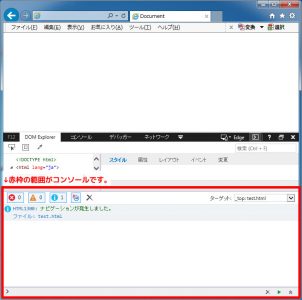 Document
ファイル(F) 編集(E) 表示(V) お気に入り(A) ツール(T) ヘルプ(H)
変換 選択
F12 DOM Explorer コンソール デバッガー ネットワーク Edge
検索 (Ctrl+F)
<!DOCTYPE html>
<html lang="ja">
スタイル 属性 レイアウト イベント 変更
↓赤枠の範囲がコンソールです。
0 0 1
ターゲット: _top: test.html
HTML1300: ナビゲーションが発生しました。
ファイル: test.html